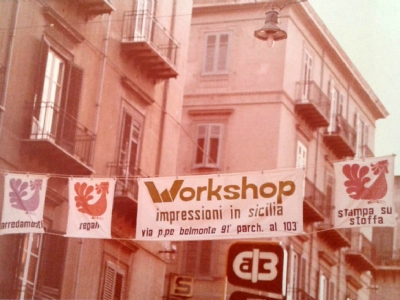 Workshop
impressioni in sicilia
via p.pe belmonte 91' parch. al 103'
arredamenti
regali
stampa su
stoffa